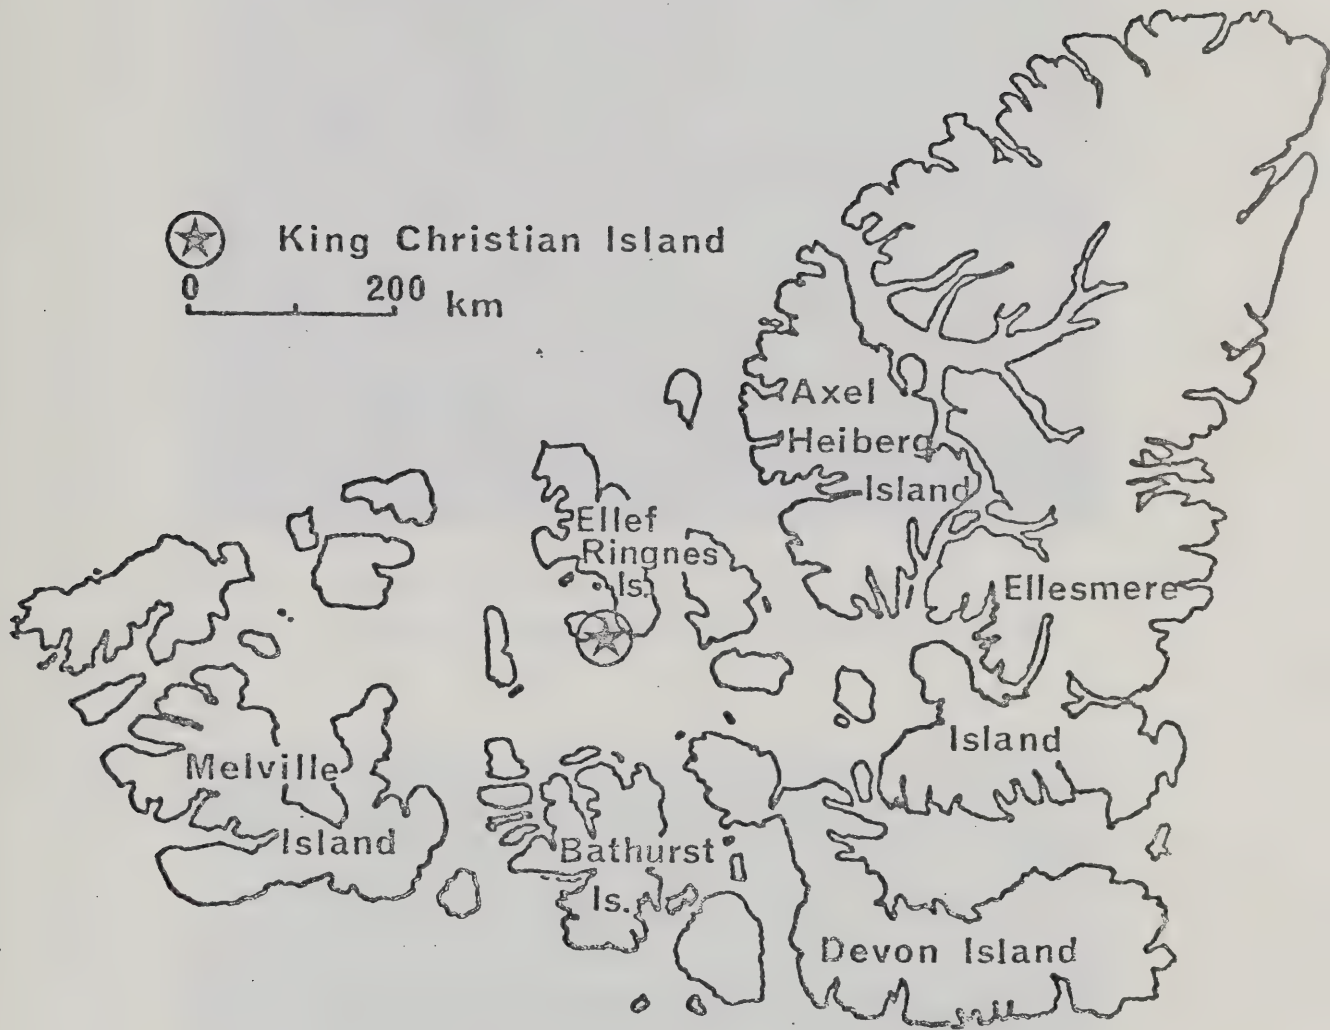 King Christian Island
0 200 km
Axel
Heiberg
Island
Ellef
Ringnes
Is.
Ellesmere
Island
Melville
Island
Bathurst
Is.
Devon Island